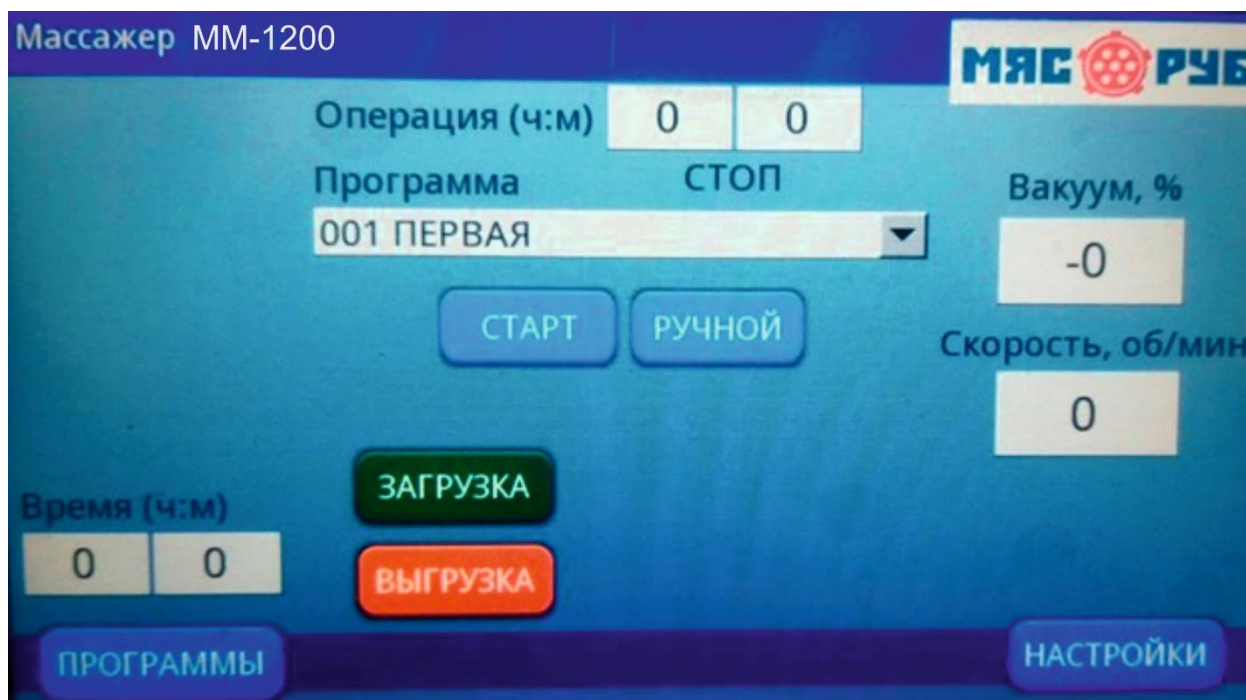 Массажер ММ-1200
МЯС РУБ
Операция (ч:м) 0 0
Программа СТОП
001 ПЕРВАЯ
Вакуум, %
-0
СТАРТ РУЧНОЙ
Скорость, об/мин
0
ЗАГРУЗКА
Время (ч:м)
0 0
ВЫГРУЗКА
ПРОГРАММЫ НАСТРОЙКИ